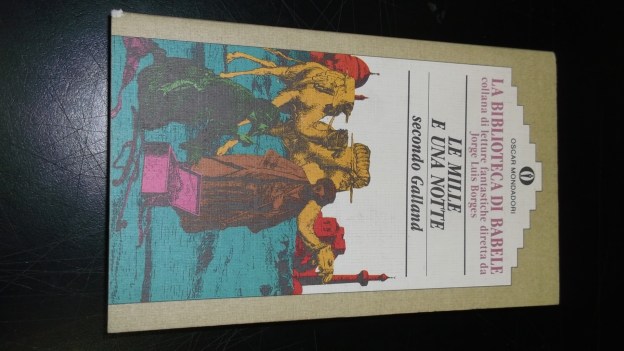 OSCAR MONDADORI
LA BIBLIOTECA DI BABELE
collana di letture fantastiche diretta da
Jorge Luis Borges
LE MILLE
E UNA NOTTE
secondo Galland